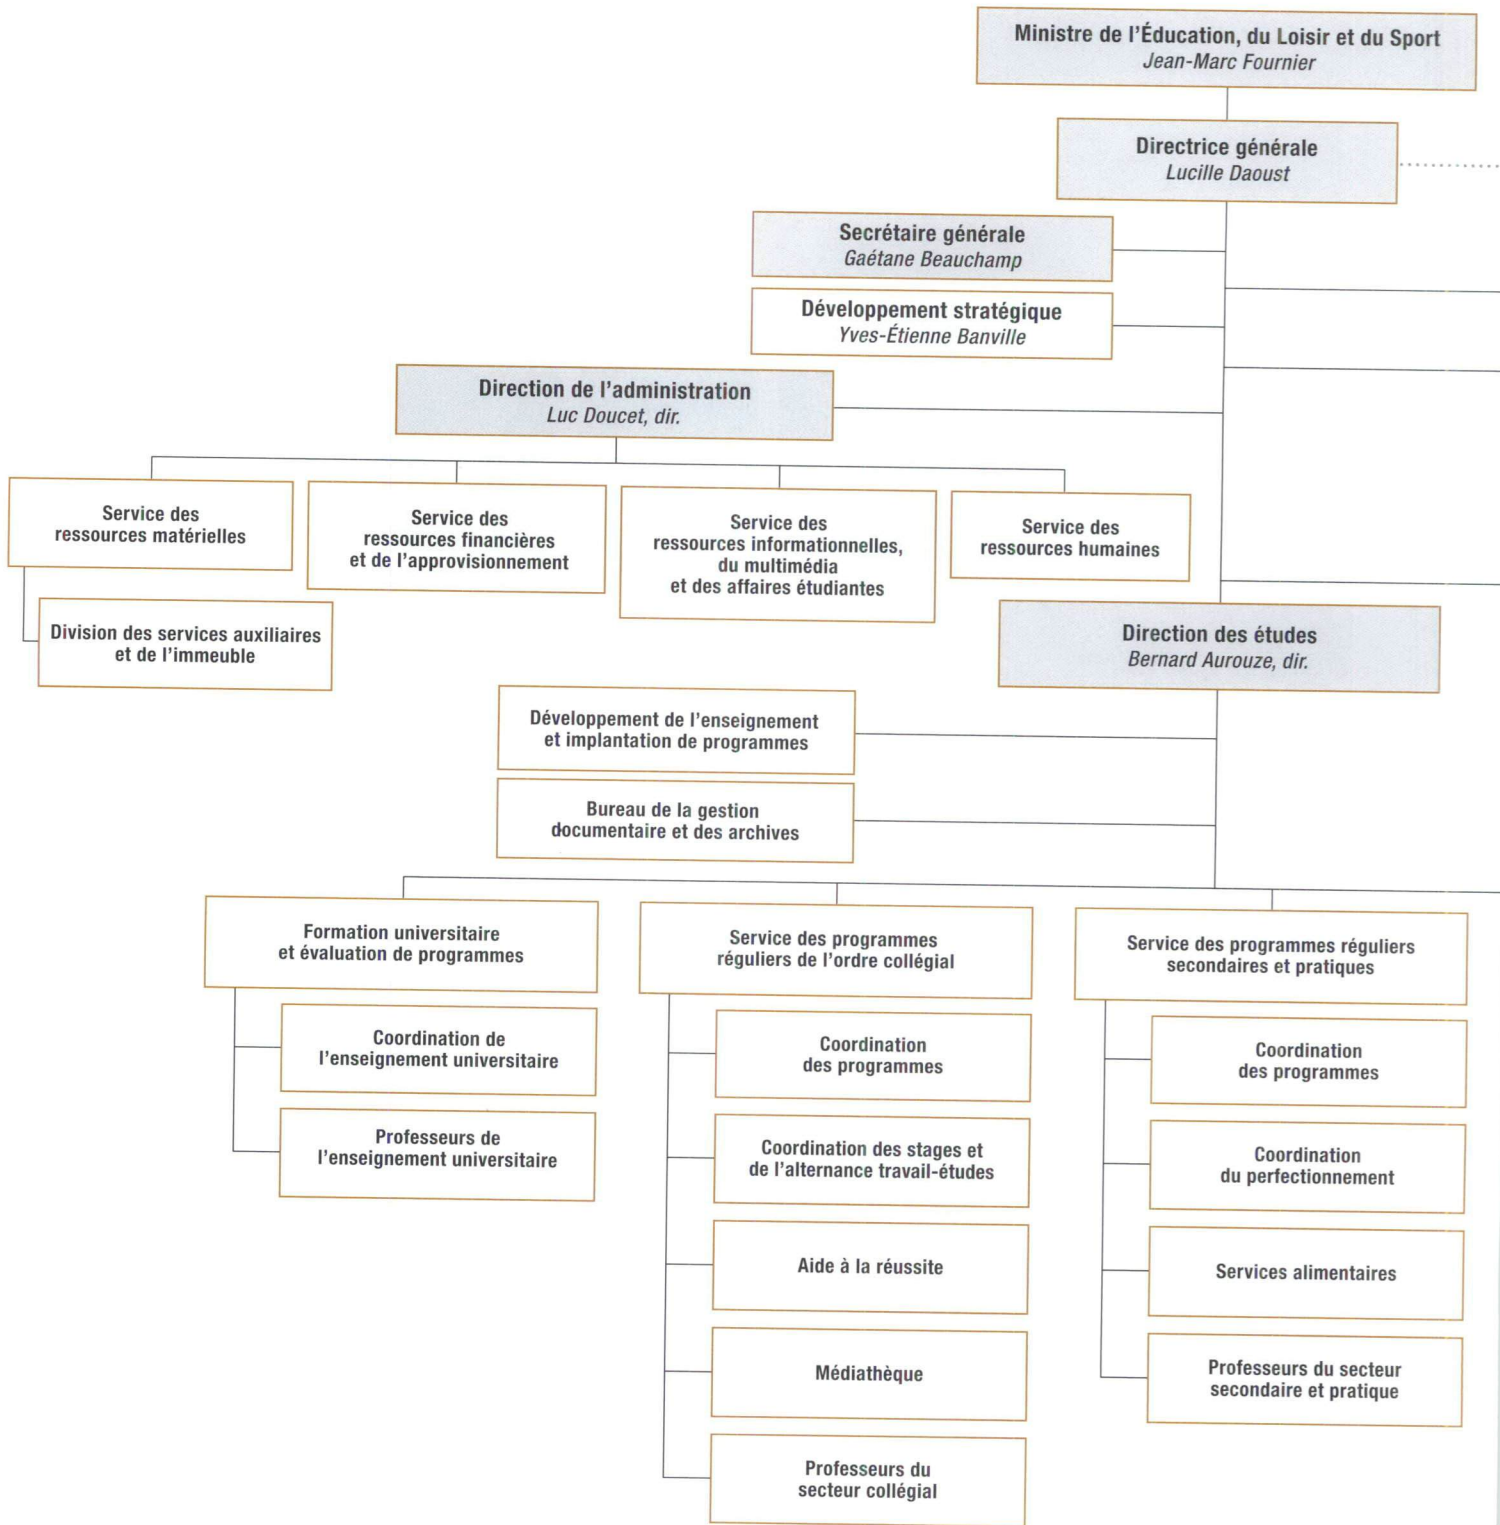 Ministre de l'Éducation, du Loisir et du Sport
Jean-Marc Fournier
Directrice générale
Lucille Daoust
Secrétaire générale
Gaétane Beauchamp
Développement stratégique
Yves-Étienne Banville
Direction de l'administration
Luc Doucet, dir.
Service des
ressources matérielles
Service des
ressources financières
et de l'approvisionnement
Service des
ressources informationnelles,
du multimédia
et des affaires étudiantes
Service des
ressources humaines
Division des services auxiliaires
et de l'immeuble
Direction des études
Bernard Aurouze, dir.
Développement de l'enseignement
et implantation de programmes
Bureau de la gestion
documentaire et des archives
Formation universitaire
et évaluation de programmes
Coordination de
l'enseignement universitaire
Professeurs de
l'enseignement universitaire
Service des programmes
réguliers de l'ordre collégial
Coordination
des programmes
Coordination des stages et
de l'alternance travail-études
Aide à la réussite
Médiathèque
Professeurs du
secteur collégial
Service des programmes réguliers
secondaires et pratiques
Coordination
des programmes
Coordination
du perfectionnement
Services alimentaires
Professeurs du secteur
secondaire et pratique